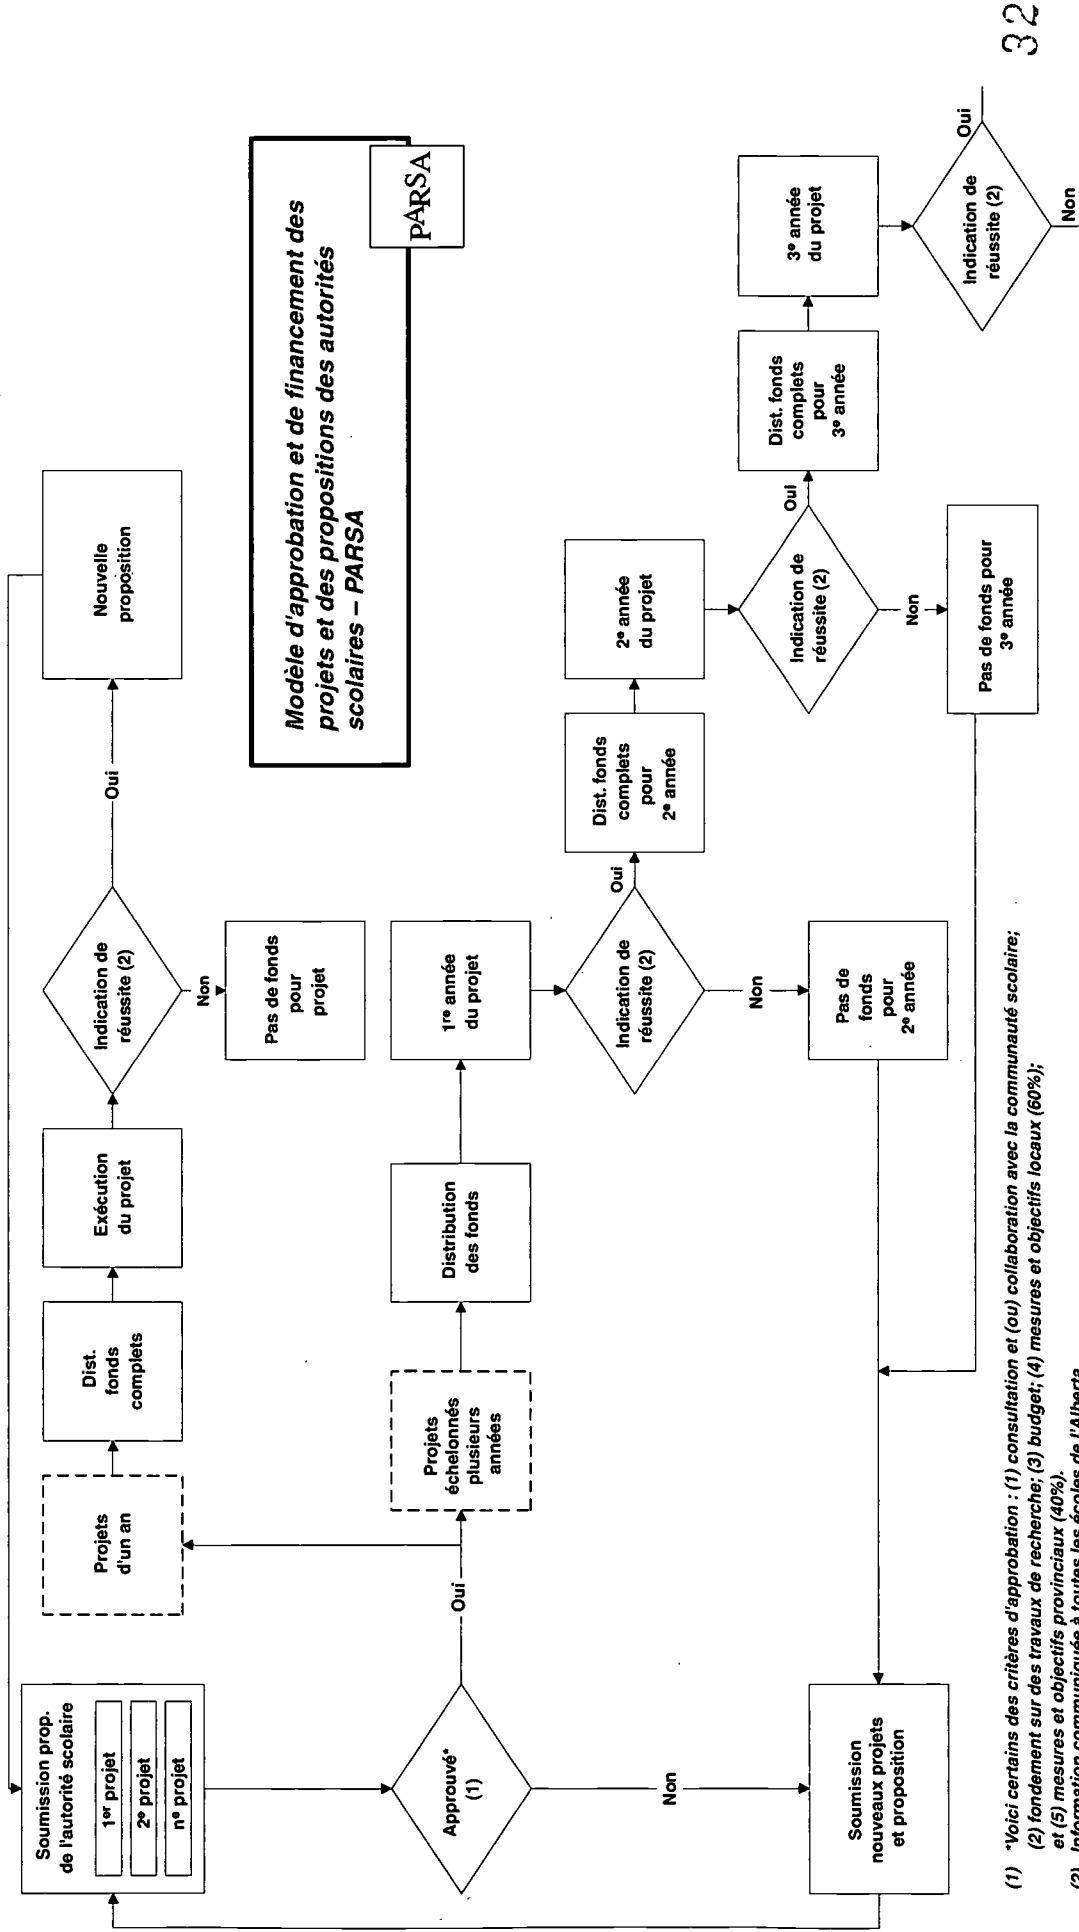 Soumission prop.
de l'autorité scolaire
1er projet
2e projet
ne projet
Projets
d'un an
Dist.
fonds
complets
Exécution
du projet
Indication de
réussite (2)
Oui
Nouvelle
proposition
Non
Pas de fonds
pour
projet
Modèle d'approbation et de financement des
projets et des propositions des autorités
scolaires – PARSA
PARSA
Approuvé*
(1)
Oui
Projets
échelonnés
plusieurs
années
Distribution
des fonds
1re année
du projet
Indication de
réussite (2)
Oui
Dist. fonds
complets
pour
2e année
2e année
du projet
Indication de
réussite (2)
Oui
Dist. fonds
complets
pour
3e année
3e année
du projet
Indication de
réussite (2)
Oui
Non
Non
Soumission
nouveaux projets
et proposition
Non
Pas de
fonds
pour
2e année
Non
Pas de fonds pour
3e année
(1) *Voici certains des critères d'approbation : (1) consultation et (ou) collaboration avec la communauté scolaire;
(2) fondement sur des travaux de recherche; (3) budget; (4) mesures et objectifs locaux (60%);
et (5) mesures et objectifs provinciaux (40%).
(2) Information communiquée à toutes les écoles de l'Alberta
32